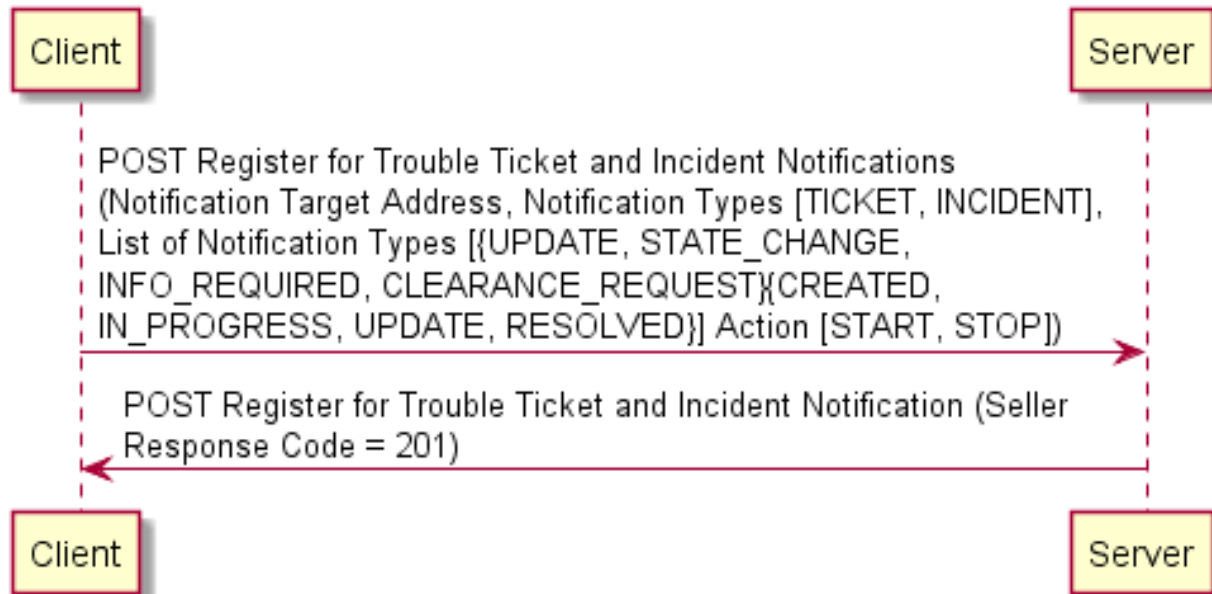 Client
Server
POST Register for Trouble Ticket and Incident Notifications
(Notification Target Address, Notification Types [TICKET, INCIDENT],
List of Notification Types [{UPDATE, STATE_CHANGE,
INFO_REQUIRED, CLEARANCE_REQUEST}{CREATED,
IN_PROGRESS, UPDATE, RESOLVED}] Action [START, STOP])
POST Register for Trouble Ticket and Incident Notification (Seller
Response Code = 201)
Client
Server